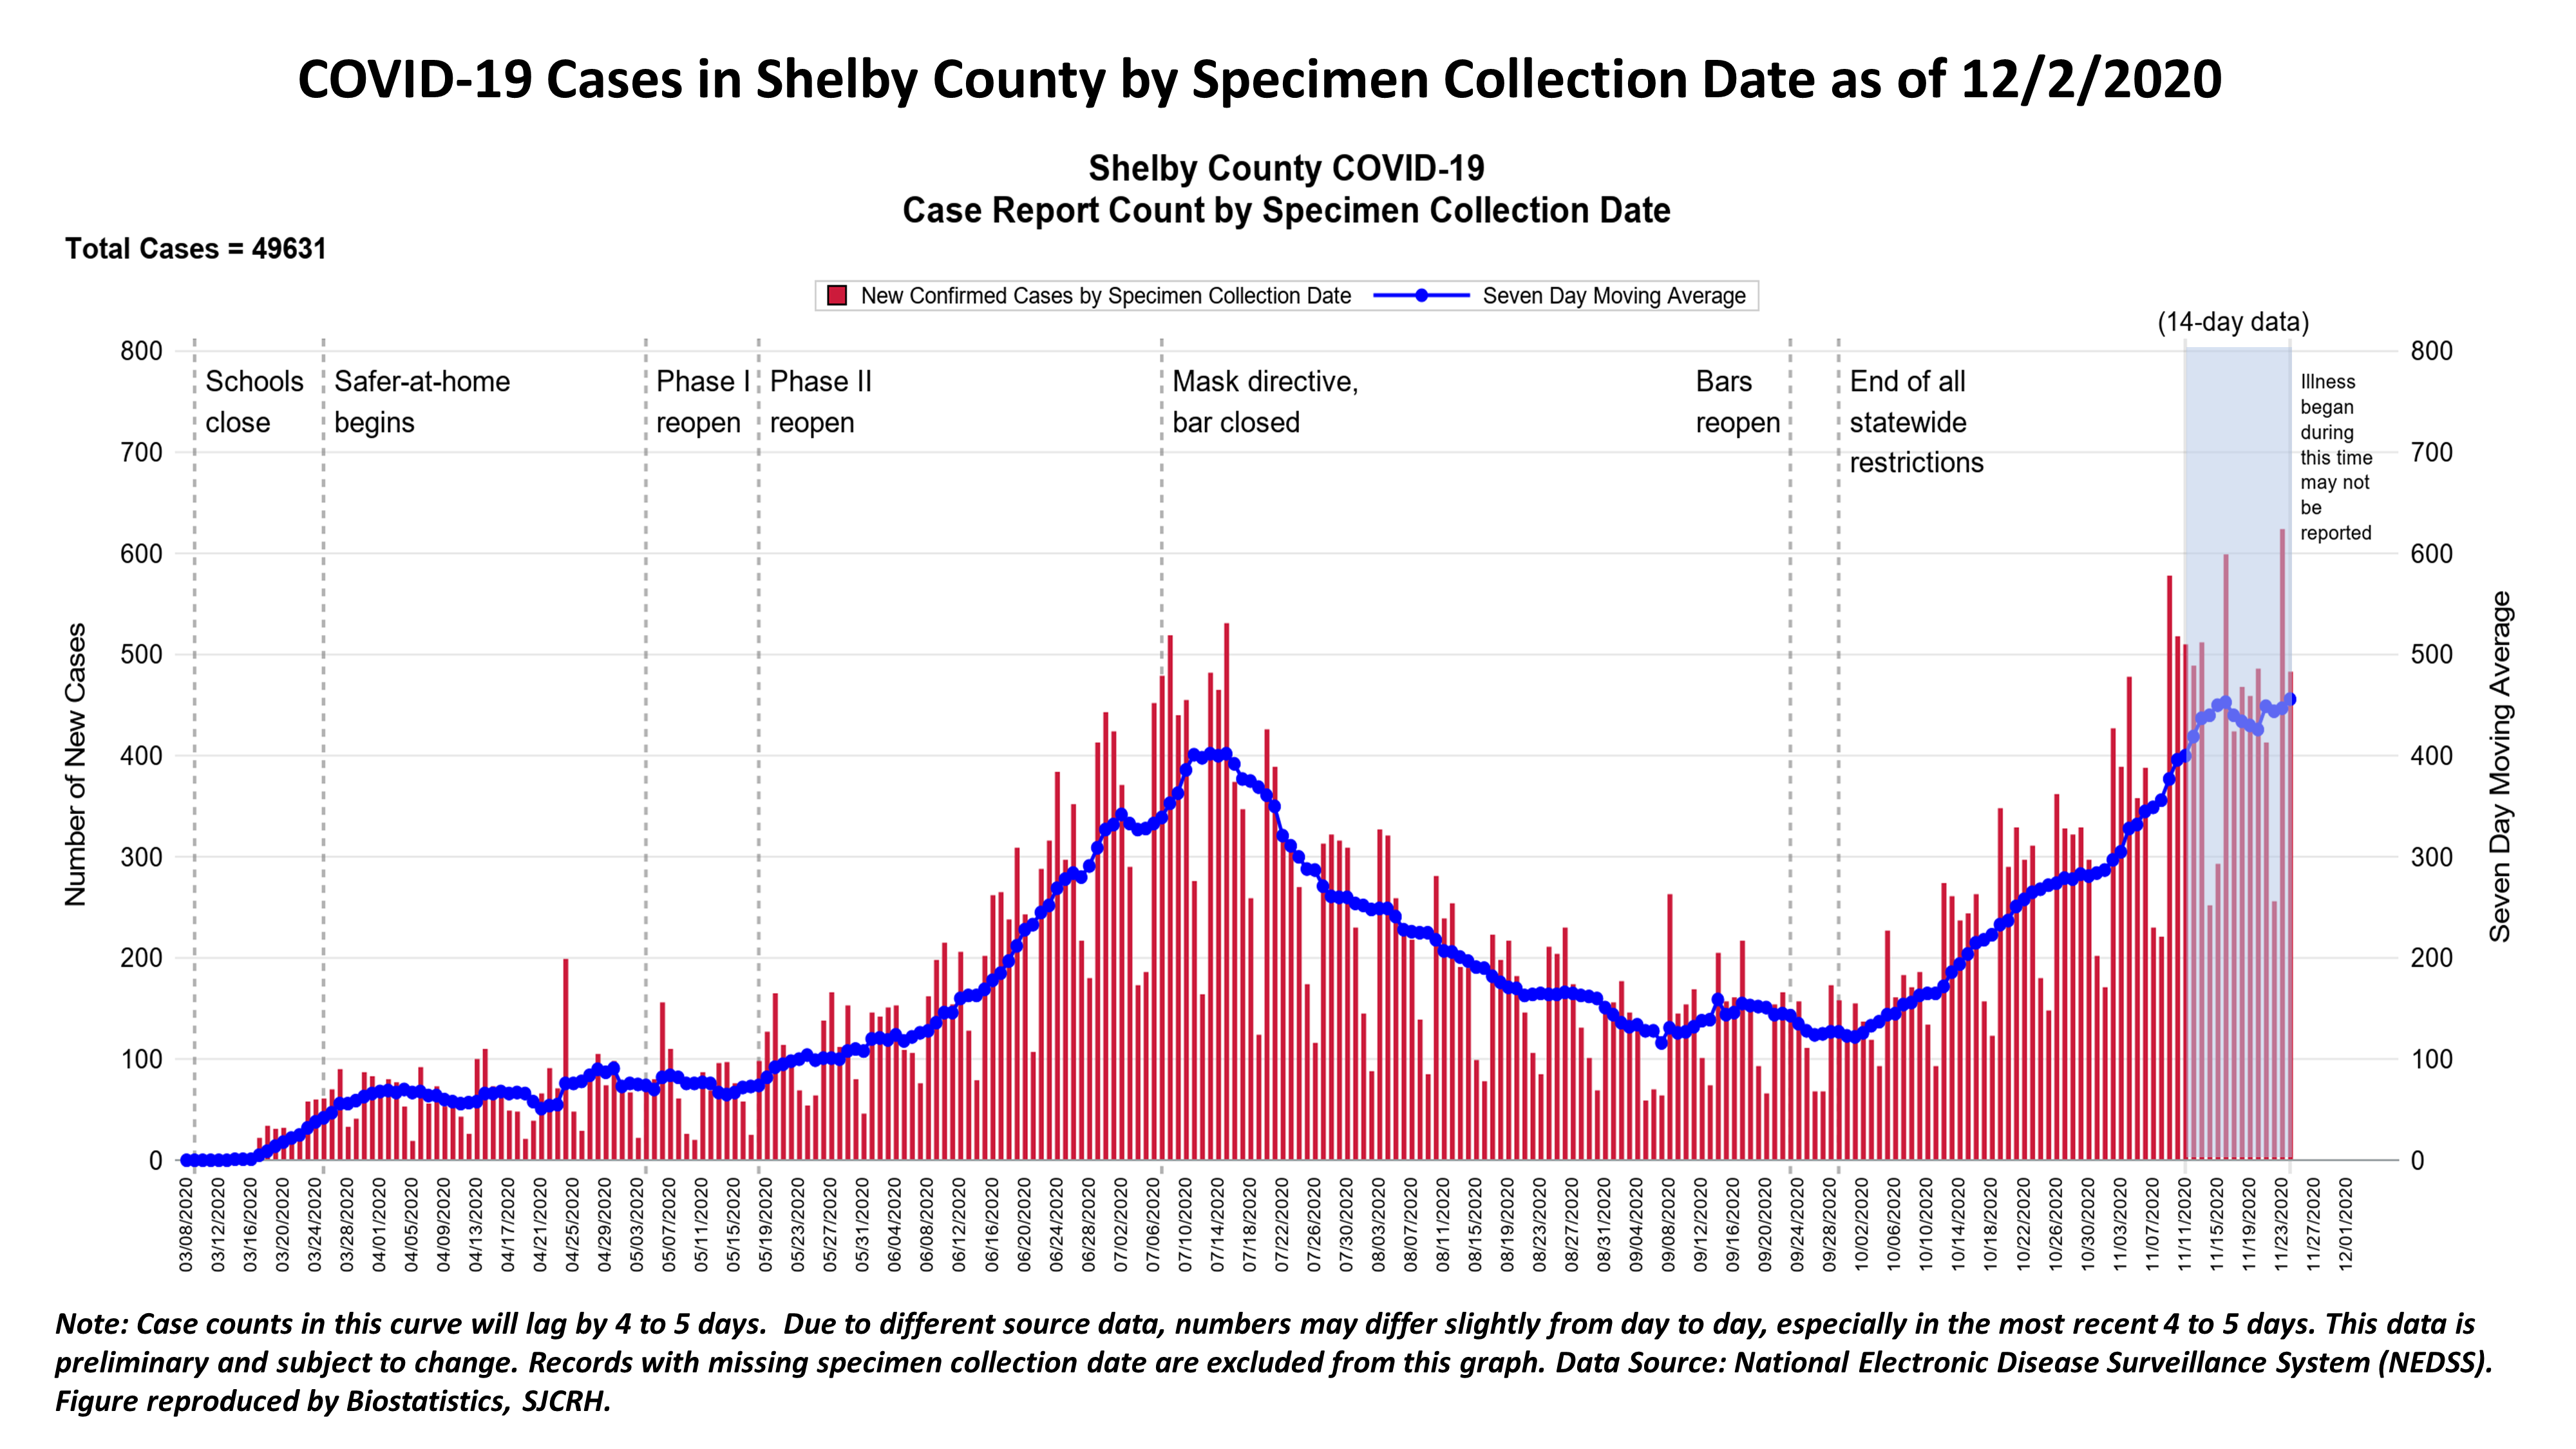 COVID-19 Cases in Shelby County by Specimen Collection Date as of 12/2/2020
Shelby County COVID-19
Case Report Count by Specimen Collection Date
Total Cases = 49631
New Confirmed Cases by Specimen Collection Date
Seven Day Moving Average
(14-day data)
800
700
600
500
400
300
200
100
0
Number of New Cases
Schools
close
Safer-at-home
begins
Phase I
reopen
Phase II
reopen
Mask directive,
bar closed
Bars
reopen
End of all
statewide
restrictions
Illness
began
during
this time
may not
be
reported
800
700
600
500
400
300
200
100
0
Seven Day Moving Average
03/08/2020
03/12/2020
03/16/2020
03/20/2020
03/24/2020
03/28/2020
04/01/2020
04/05/2020
04/09/2020
04/13/2020
04/17/2020
04/21/2020
04/25/2020
04/29/2020
05/03/2020
05/07/2020
05/11/2020
05/15/2020
05/19/2020
05/23/2020
05/27/2020
05/31/2020
06/04/2020
06/08/2020
06/12/2020
06/16/2020
06/20/2020
06/24/2020
06/28/2020
07/02/2020
07/06/2020
07/10/2020
07/14/2020
07/18/2020
07/22/2020
07/26/2020
07/30/2020
08/03/2020
08/07/2020
08/11/2020
08/15/2020
08/19/2020
08/23/2020
08/27/2020
08/31/2020
09/04/2020
09/08/2020
09/12/2020
09/16/2020
09/20/2020
09/24/2020
09/28/2020
10/02/2020
10/06/2020
10/10/2020
10/14/2020
10/18/2020
10/22/2020
10/26/2020
10/30/2020
11/03/2020
11/07/2020
11/11/2020
11/15/2020
11/19/2020
11/23/2020
11/27/2020
12/01/2020
Note: Case counts in this curve will lag by 4 to 5 days.  Due to different source data, numbers may differ slightly from day to day, especially in the most recent 4 to 5 days. This data is
preliminary and subject to change. Records with missing specimen collection date are excluded from this graph. Data Source: National Electronic Disease Surveillance System (NEDSS).
Figure reproduced by Biostatistics, SJCRH.